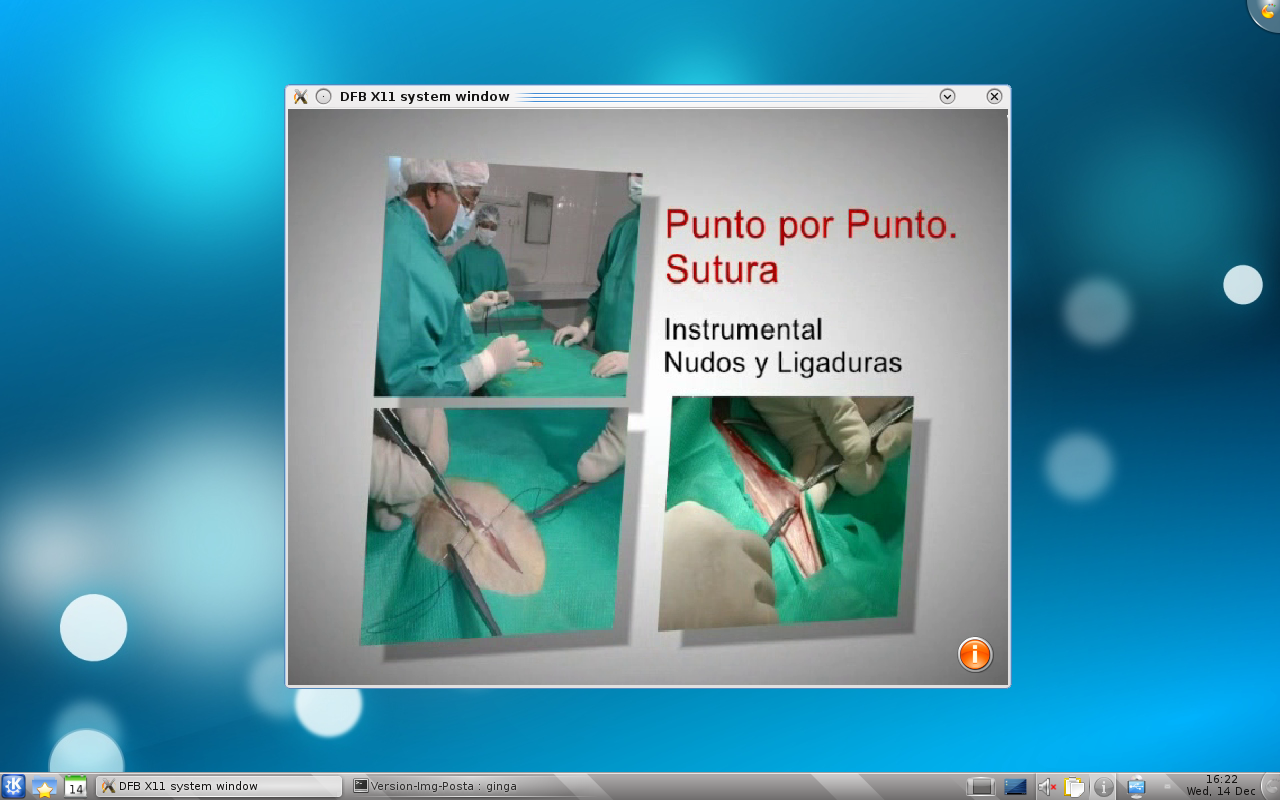 DFB X11 system window
Punto por Punto.
Sutura
Instrumental
Nudos y Ligaduras
i
14
DFB X11 system window
Version-Img-Posta : ginga
16:22
Wed, 14 Dec